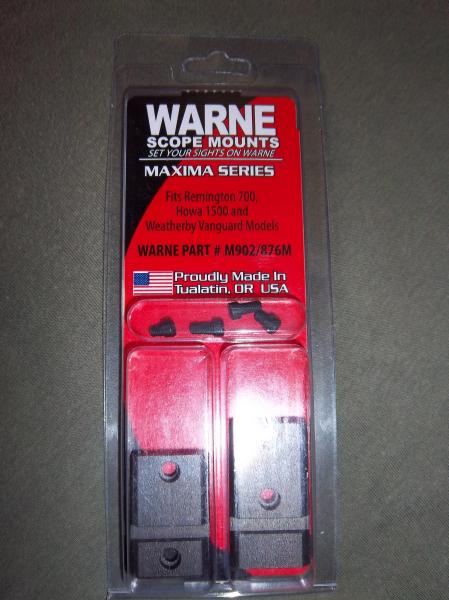 WARNE
SCOPE MOUNTS
SET YOUR SIGHTS ON WARNE
MAXIMA SERIES
Fits Remington 700,
Howa 1500 and
Weatherby Vanguard Models
WARNE PART # M902/876M
Proudly Made In
Tualatin, OR USA